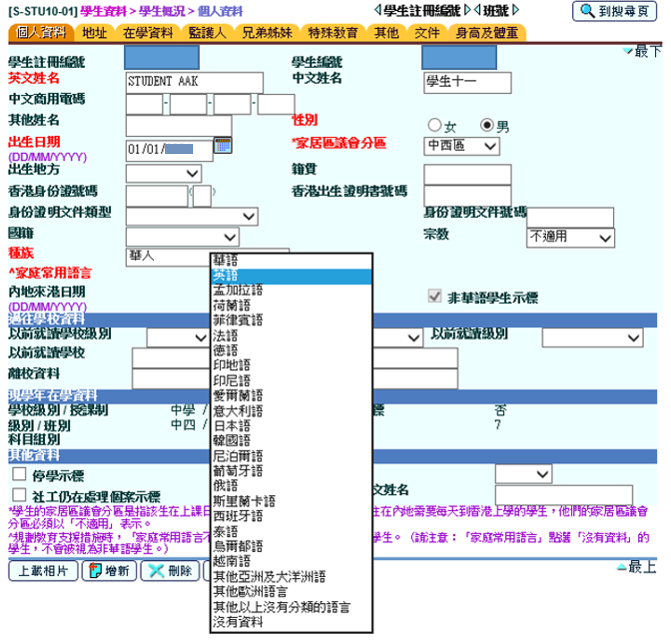 [S-STU10-01] 學生資料 > 學生概況 > 個人資料 學生註冊編號 班號 到搜尋頁
個人資料 地址 在學資料 監護人 兄弟姊妹 特殊教育 其他 文件 身高及體重
最下
學生註冊編號 學生編號
英文姓名 STUDENT AAK 中文姓名 學生十一
中文商用電碼 - - -
其他姓名 性別 女 男
出生日期 01/01/ *家居區議會分區 中西區
(DD/MM/YYYY)
出生地方 籍貫
香港身份證號碼 ( ) 香港出生證明書號碼
身份證明文件類型 身份證明文件號碼
國籍 宗教 不適用
種族 華人
^家庭常用語言
內地來港日期 非華語學生示標
(DD/MM/YYYY)
華語
英語
孟加拉語
荷蘭語
菲律賓語
法語
德語
印地語
印尼語
愛爾蘭語
意大利語
日本語
韓國語
尼泊爾語
葡萄牙語
俄語
斯里蘭卡語
西班牙語
泰語
烏爾都語
越南語
其他亞洲及大洋洲語
其他歐洲語言
其他以上沒有分類的語言
沒有資料
過往學校資料
以前就讀學校級別 以前就讀級別
以前就讀學校
離校資料
現學年在學資料
學校級別 / 授課制 中學 / 標 否
級別 / 班別 中四 / 7
科目組別
其他資料
停學示標
社工仍在處理個案示標 文姓名
*學生的家居區議會分區是指該生在上課日 住在內地需要每天到香港上學的學生，他們的家居區議會
分區必須以「不適用」表示。
^規劃教育支援措施時，「家庭常用語言不 學生。（請注意：「家庭常用語言」點選「沒有資料」的
學生，不會被視為非華語學生。）
上載相片 增新 刪除 最上